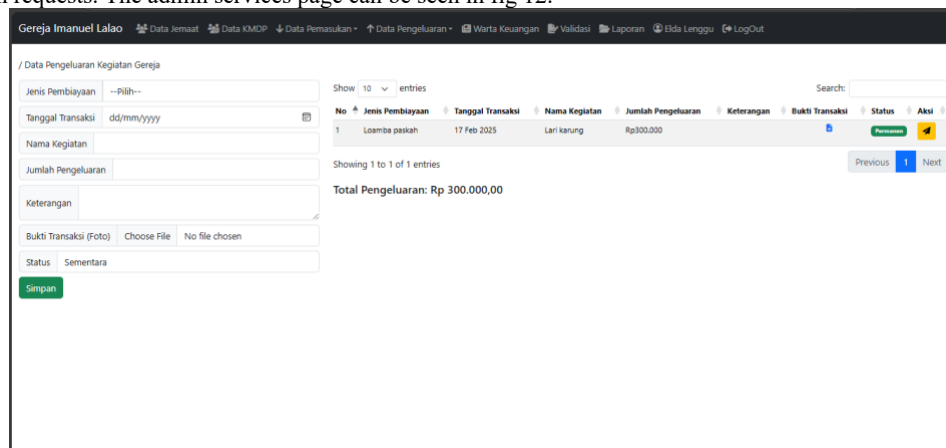 requests. The admin services page can be seen in fig 12.
Gereja Imanuel Lalao Data Jemaat Data KMDP Data Pemasukan Data Pengeluaran Warta Keuangan Validasi Laporan Elda Lenggu LogOut
/ Data Pengeluaran Kegiatan Gereja
Jenis Pembiayaan --Pilih--
Tanggal Transaksi dd/mm/yyyy
Nama Kegiatan
Jumlah Pengeluaran
Keterangan
Bukti Transaksi (Foto) Choose File No file chosen
Status Sementara
Simpan
Show 10 entries Search:
No Jenis Pembiayaan Tanggal Transaksi Nama Kegiatan Jumlah Pengeluaran Keterangan Bukti Transaksi Status Aksi
1 Loamba paskah 17 Feb 2025 Lari karung Rp300.000 Permanen
Showing 1 to 1 of 1 entries Previous 1 Next
Total Pengeluaran: Rp 300.000,00